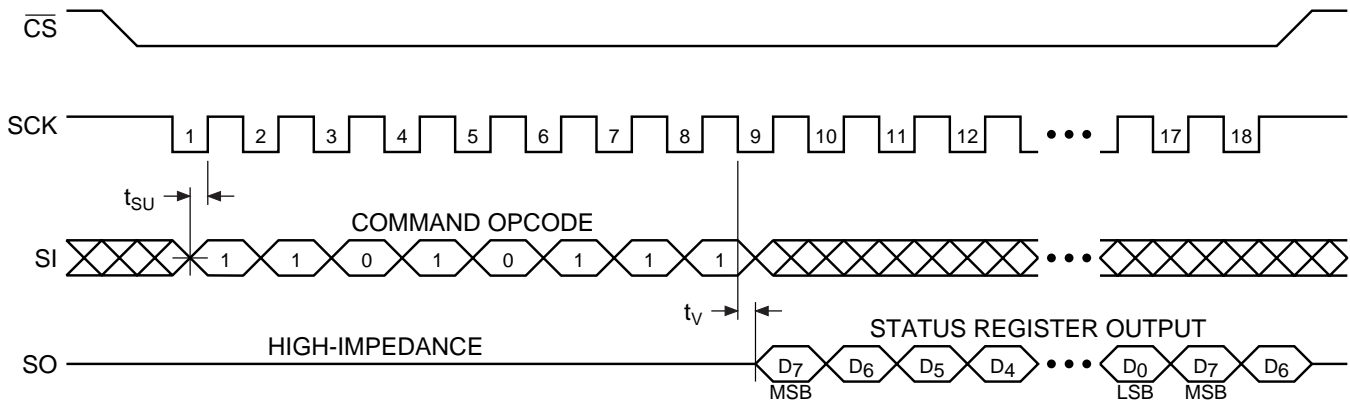 CS
SCK 1 2 3 4 5 6 7 8 9 10 11 12 ••• 17 18
tSU
COMMAND OPCODE
SI 1 1 0 1 0 1 1 1 •••
tV
HIGH-IMPEDANCE STATUS REGISTER OUTPUT
SO D7 D6 D5 D4 ••• D0 D7 D6
MSB LSB MSB